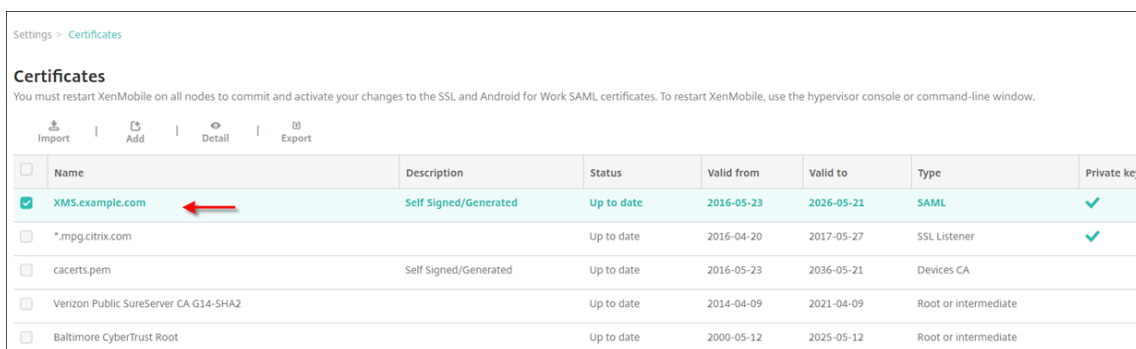 Settings > Certificates
Certificates
You must restart XenMobile on all nodes to commit and activate your changes to the SSL and Android for Work SAML certificates. To restart XenMobile, use the hypervisor console or command-line window.
Import | Add | Detail | Export
Name Description Status Valid from Valid to Type Private key
XMS.example.com Self Signed/Generated Up to date 2016-05-23 2026-05-21 SAML
*.mpg.citrix.com Up to date 2016-04-20 2017-05-27 SSL Listener
cacerts.pem Self Signed/Generated Up to date 2016-05-23 2036-05-21 Devices CA
Verizon Public SureServer CA G14-SHA2 Up to date 2014-04-09 2021-04-09 Root or intermediate
Baltimore CyberTrust Root Up to date 2000-05-12 2025-05-12 Root or intermediate